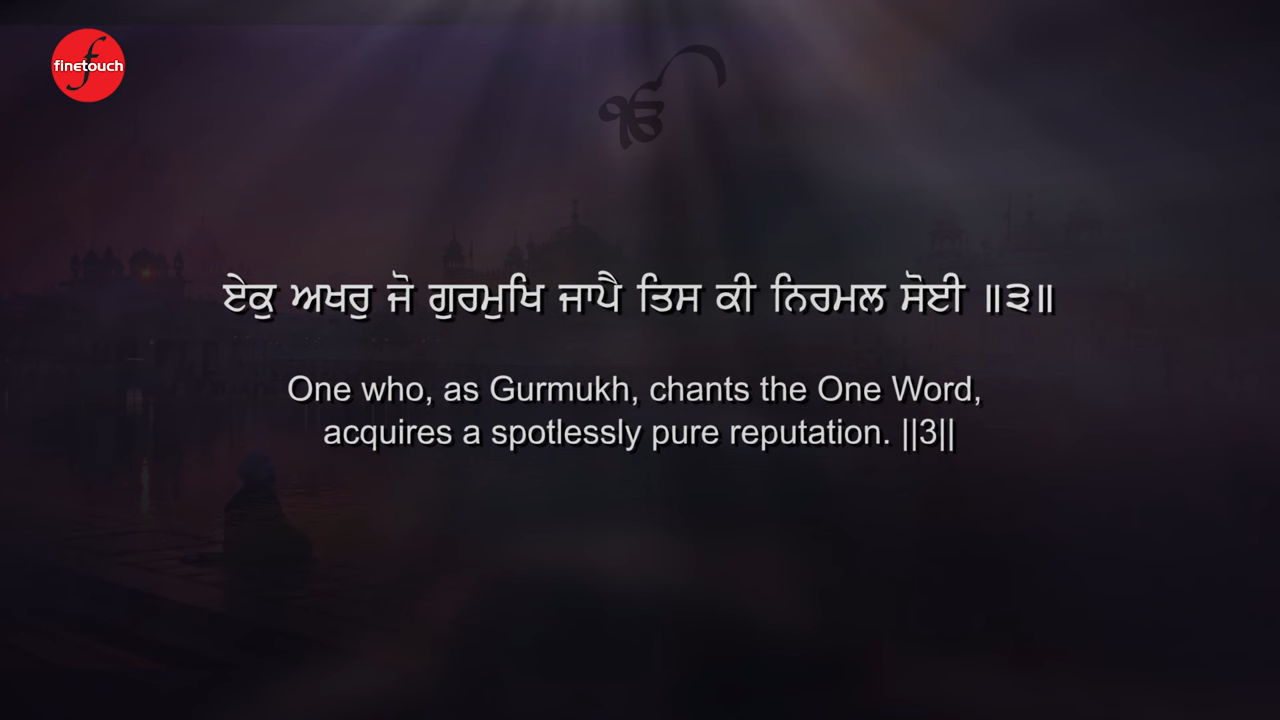 finetouch
ੴ
ਏਕੁ ਅਖਰੁ ਜੋ ਗੁਰਮੁਖਿ ਜਾਪੈ ਤਿਸ ਕੀ ਨਿਰਮਲ ਸੋਈ ॥੩॥
One who, as Gurmukh, chants the One Word,
acquires a spotlessly pure reputation. ||3||